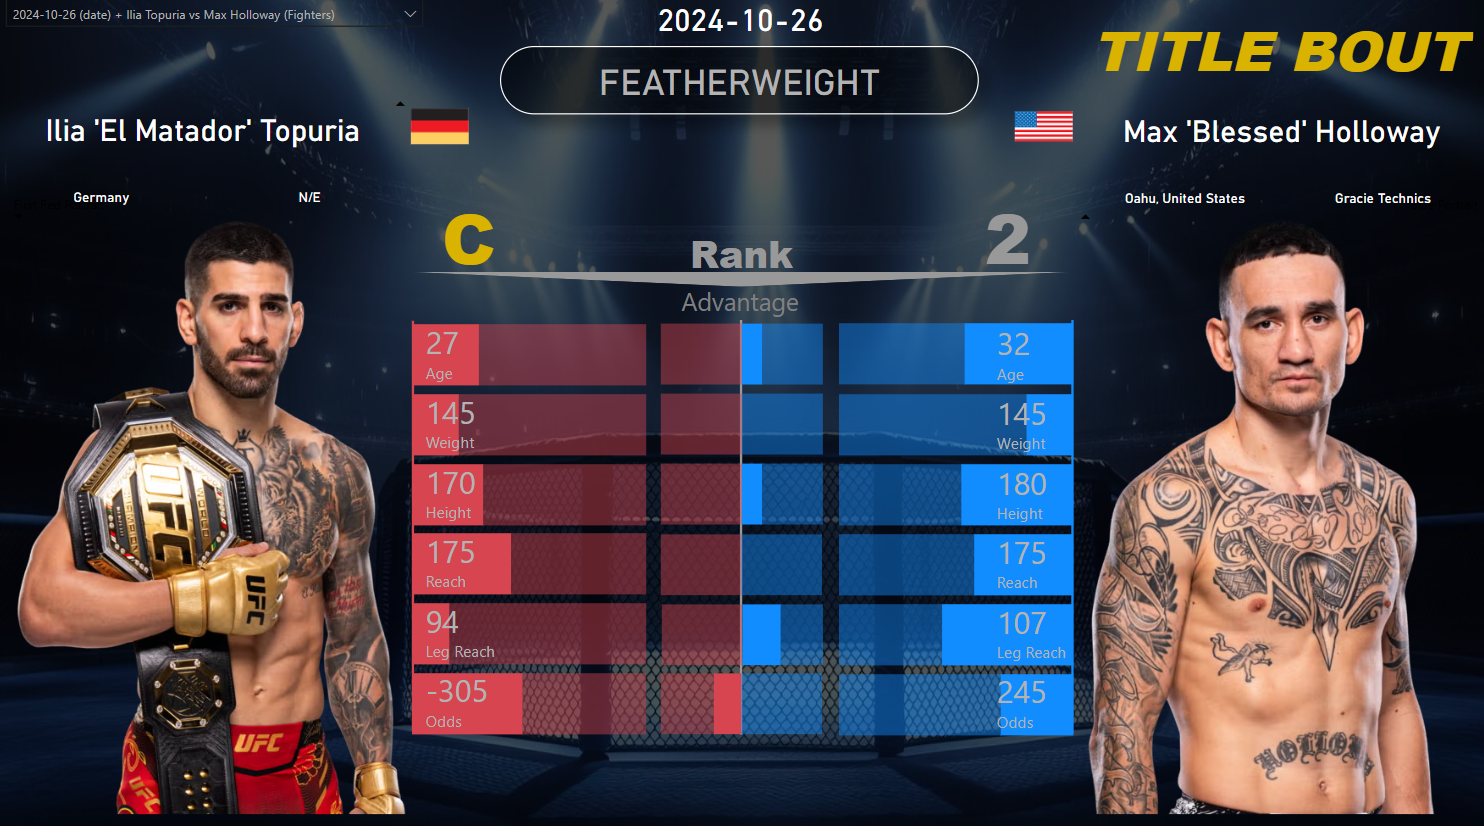 2024-10-26 (date) + Ilia Topuria vs Max Holloway (Fighters)
2024-10-26
TITLE BOUT
FEATHERWEIGHT
Ilia 'El Matador' Topuria
Max 'Blessed' Holloway
Germany
N/E
Oahu, United States
Gracie Technics
C
Rank
2
Advantage
27
Age
32
Age
145
Weight
145
Weight
170
Height
180
Height
175
Reach
175
Reach
94
Leg Reach
107
Leg Reach
-305
Odds
245
Odds
UFC
UFC
UFC
UFC